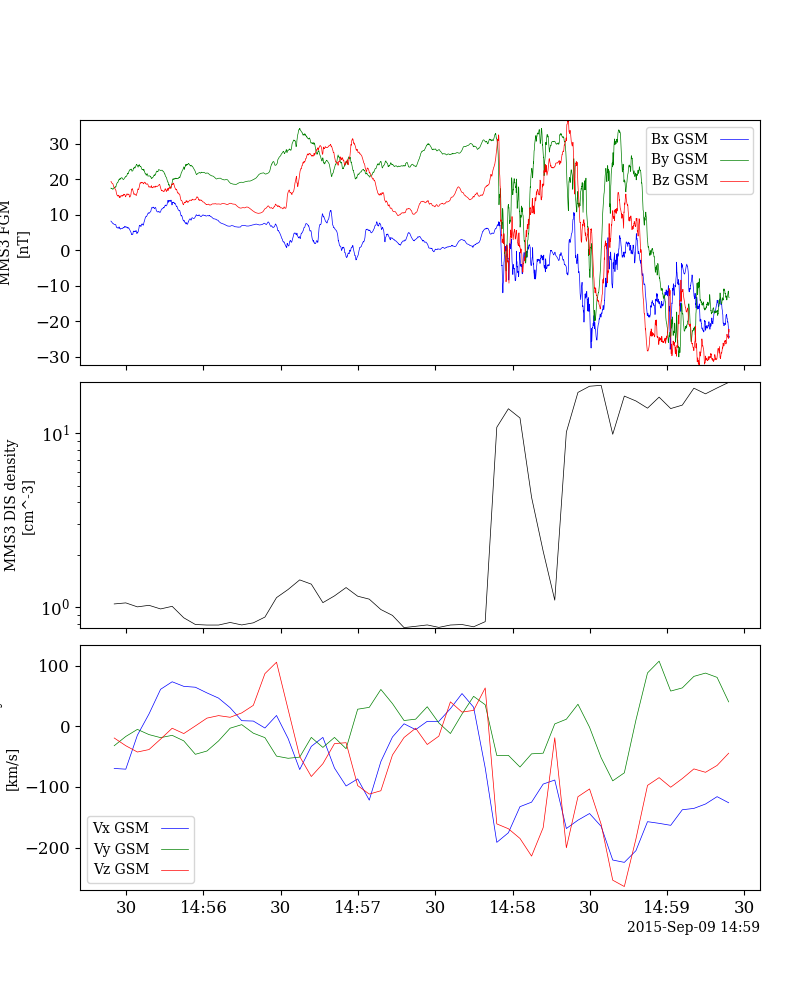 30
20
10
0
−10
−20
−30
MMS3 FGM
[nT]
Bx GSM
By GSM
Bz GSM
10^1
10^0
MMS3 DIS density
[cm^-3]
100
0
−100
−200
[km/s]
Vx GSM
Vy GSM
Vz GSM
30
14:56
30
14:57
30
14:58
30
14:59
30
2015-Sep-09 14:59